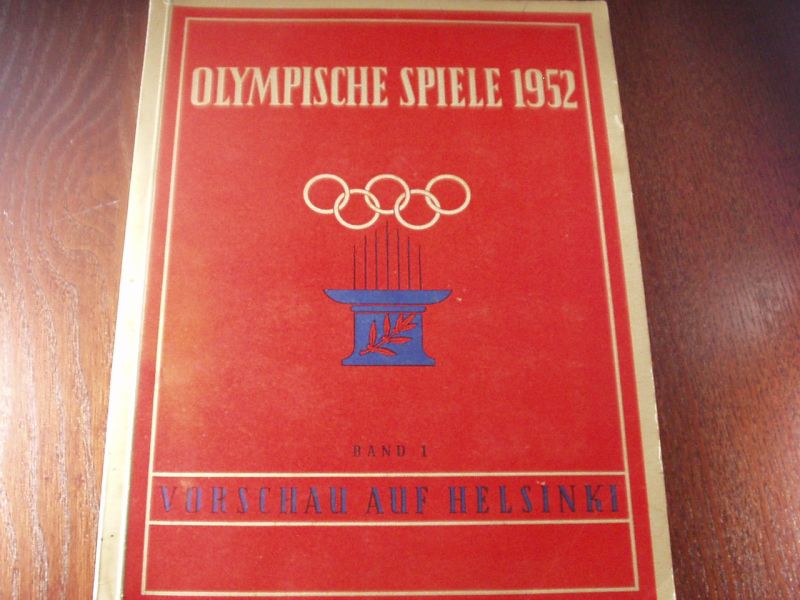 OLYMPISCHE SPIELE 1952
BAND 1
VORSCHAU AUF HELSINKI